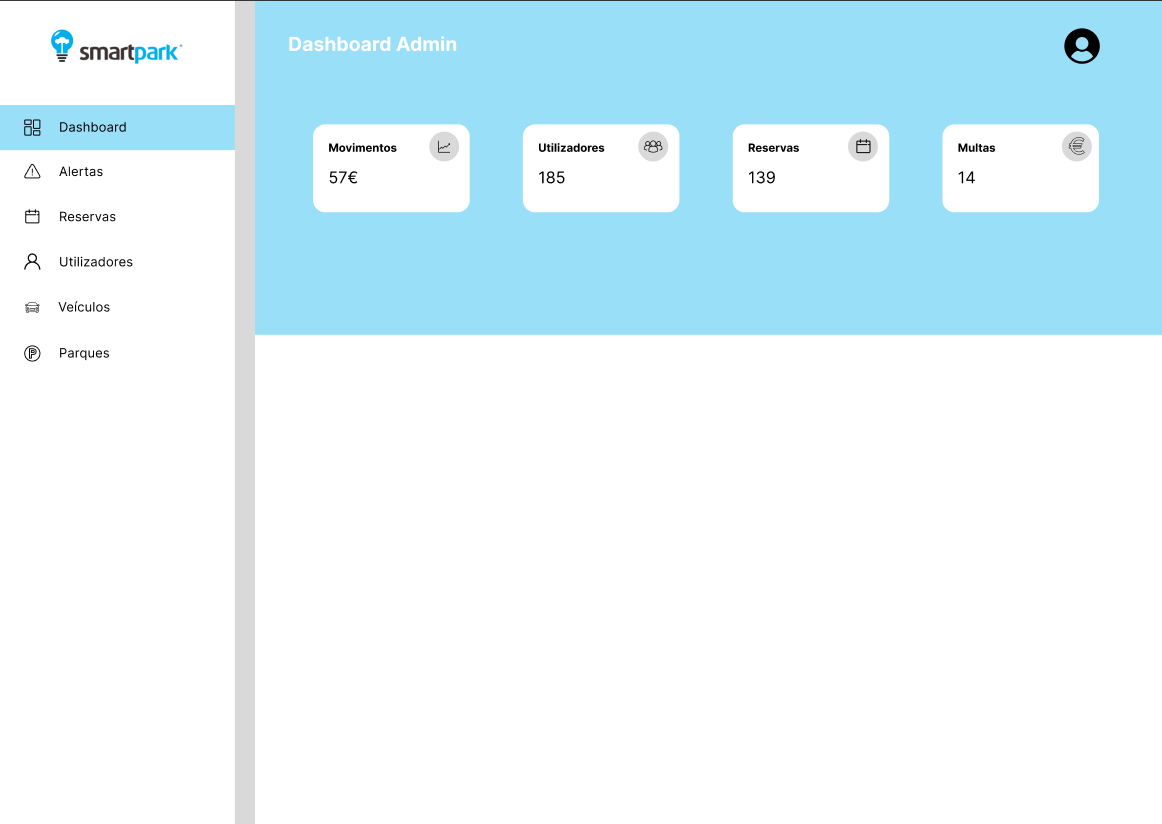 smartpark
Dashboard
Alertas
Reservas
Utilizadores
Veículos
Parques
Dashboard Admin
Movimentos
57€
Utilizadores
185
Reservas
139
Multas
14